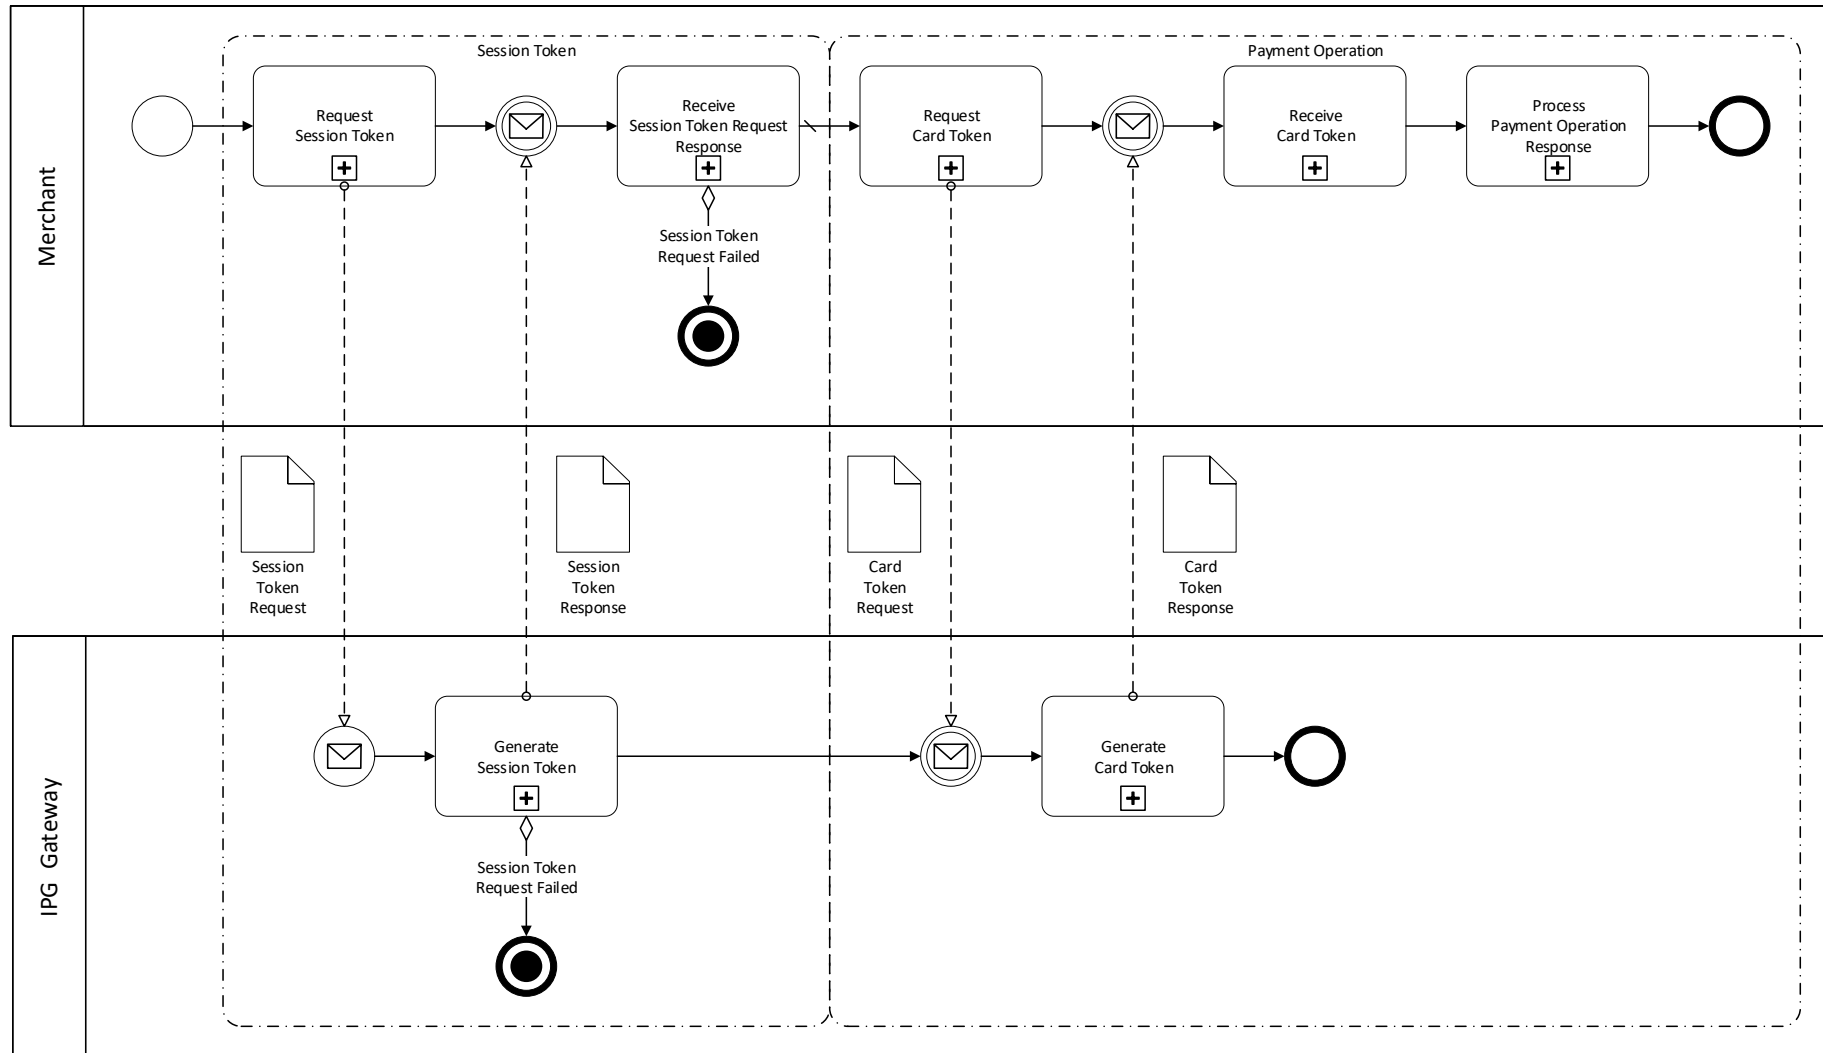 Merchant
Session Token
Payment Operation
Request
Session Token
Receive
Session Token Request
Response
Request
Card Token
Receive
Card Token
Process
Payment Operation
Response
Session Token
Request Failed
Session
Token
Request
Session
Token
Response
Card
Token
Request
Card
Token
Response
IPG Gateway
Generate
Session Token
Generate
Card Token
Session Token
Request Failed